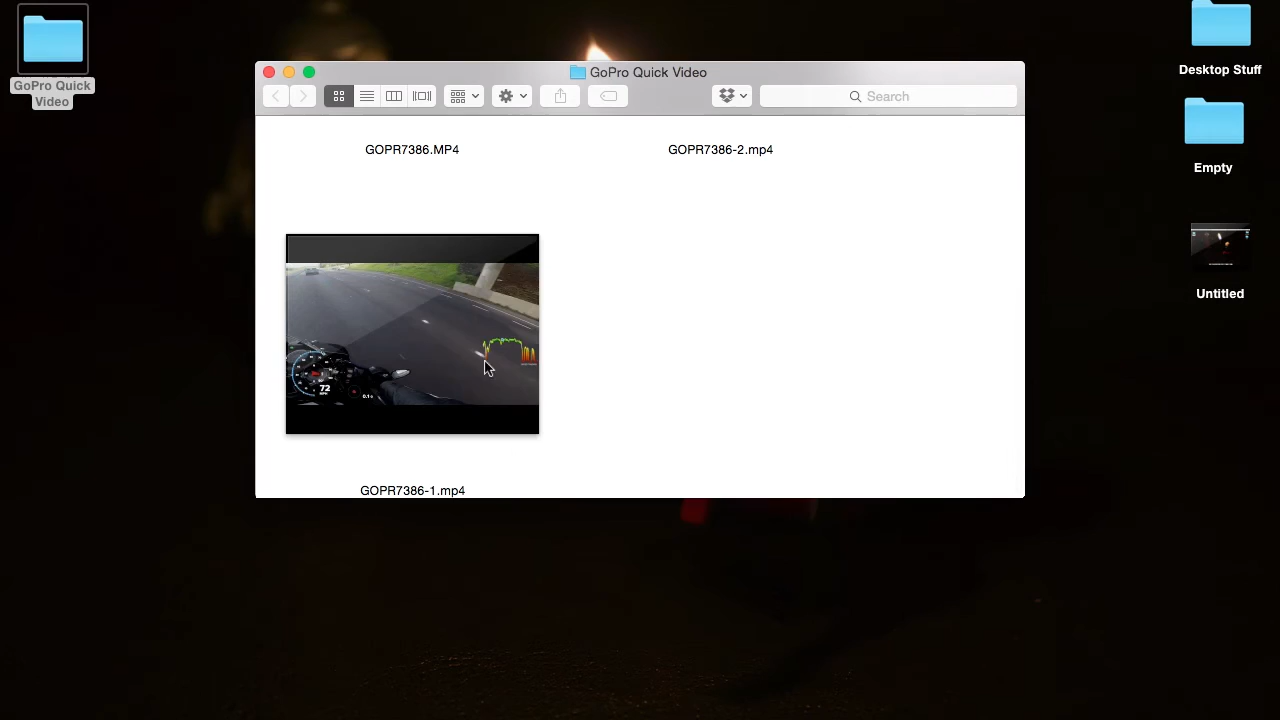 GoPro Quick Video
Search
GoPro Quick
Video
Desktop Stuff
Empty
Untitled
GOPR7386.MP4
GOPR7386-2.mp4
72
MPH
GOPR7386-1.mp4